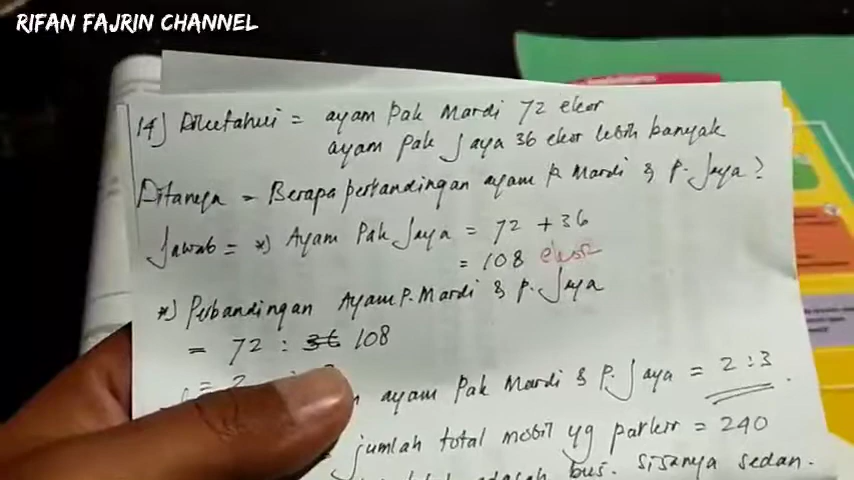 RIFAN FAJRIN CHANNEL
14) Diketahui = ayam pak Mardi 72 ekor
ayam pak Jaya 36 ekor lebih banyak
Ditanya = Berapa perbandingan ayam P. Mardi & P. Jaya?
Jawab = *) Ayam Pak Jaya = 72 + 36
= 108 ekor
*) Perbandingan Ayam P. Mardi & P. Jaya
= 72 : 36 108
= 2 :
ayam pak Mardi & P. Jaya = 2 : 3
jumlah total mobil yg parkir = 240
adalah bus. sisanya sedan.